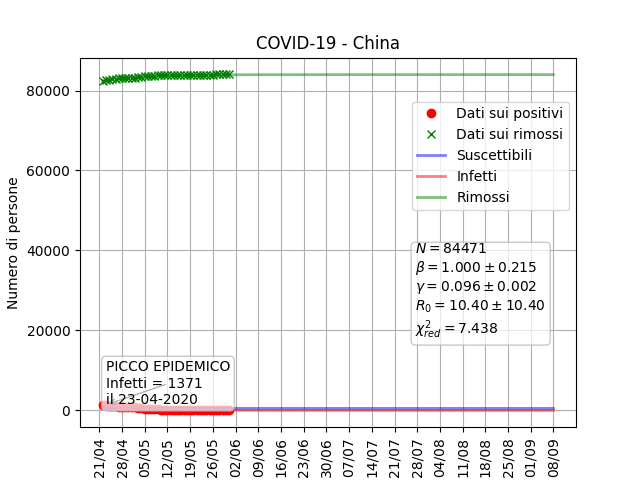 COVID-19 - China
Numero di persone
80000
60000
40000
20000
0
Dati sui positivi
Dati sui rimossi
Suscettibili
Infetti
Rimossi
N = 84471
β = 1.000 ± 0.215
γ = 0.096 ± 0.002
R₀ = 10.40 ± 10.40
χ²red = 7.438
PICCO EPIDEMICO
Infetti = 1371
il 23-04-2020
21/04
28/04
05/05
12/05
19/05
26/05
02/06
09/06
16/06
23/06
30/06
07/07
14/07
21/07
28/07
04/08
11/08
18/08
25/08
01/09
08/09